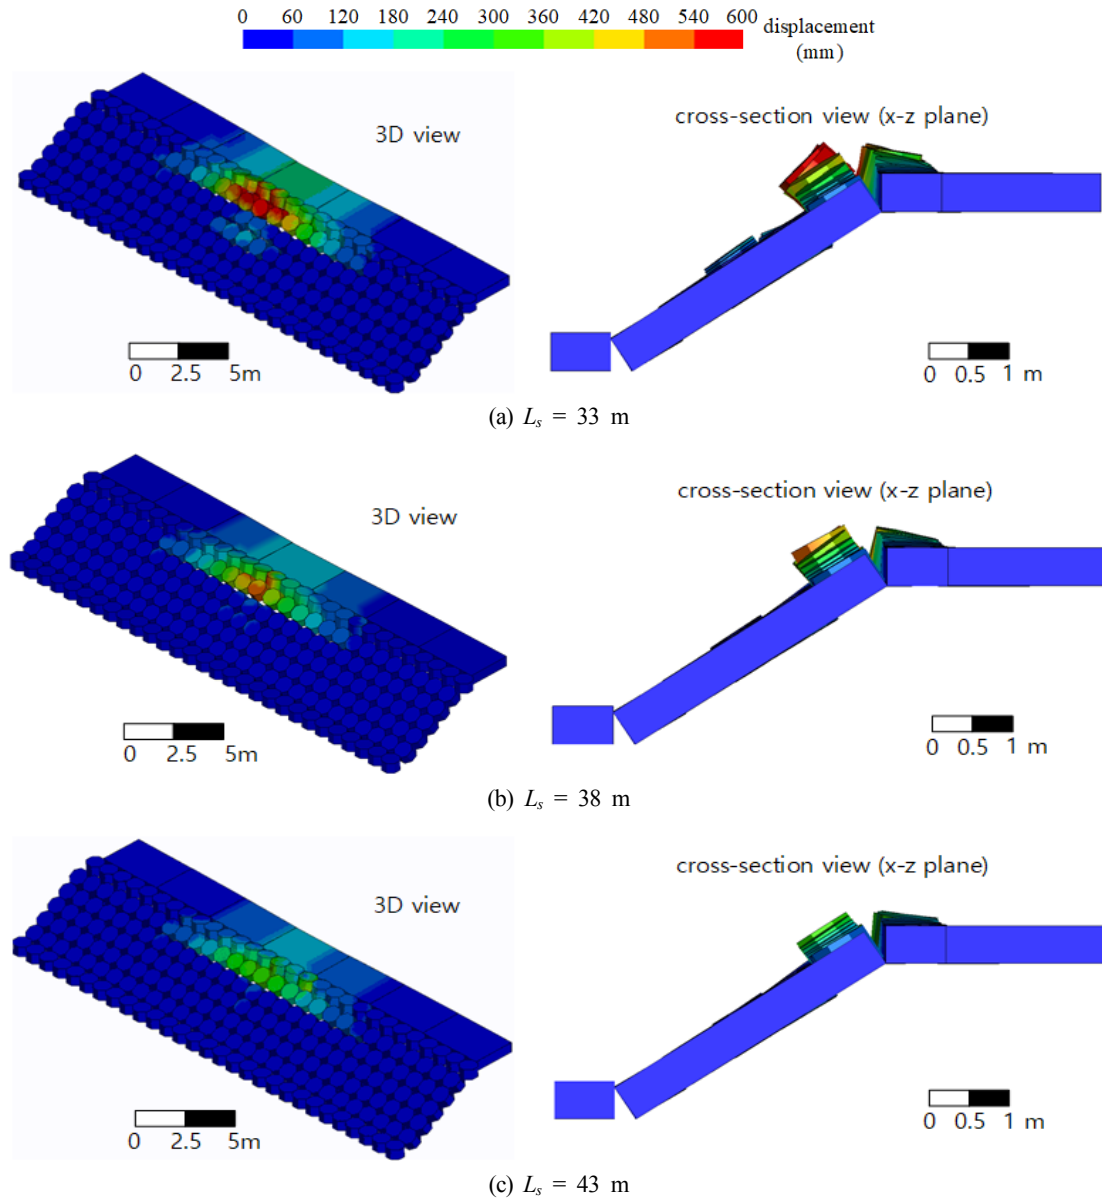 0 60 120 180 240 300 360 420 480 540 600 displacement
(mm)
3D view
cross-section view (x-z plane)
0 2.5 5m
0 0.5 1 m
(a) Ls = 33 m
3D view
cross-section view (x-z plane)
0 2.5 5m
0 0.5 1 m
(b) Ls = 38 m
3D view
cross-section view (x-z plane)
0 2.5 5m
0 0.5 1 m
(c) Ls = 43 m